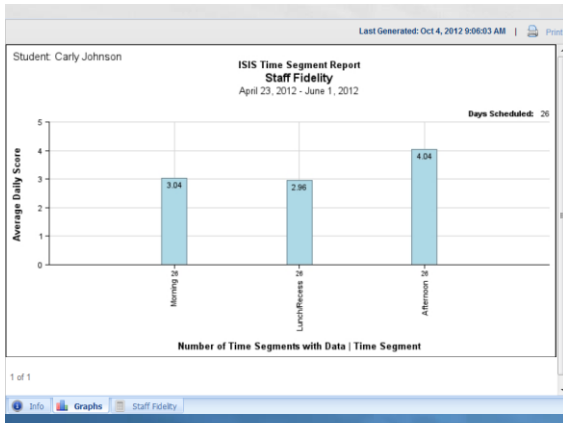 Last Generated: Oct 4, 2012 9:06:03 AM | Print
Student: Carly Johnson
ISIS Time Segment Report
Staff Fidelity
April 23, 2012 - June 1, 2012
Days Scheduled: 26
Average Daily Score
5
4
3
2
1
0
3.04
2.96
4.04
Morning 26
Lunch/Recess 26
Afternoon 26
Number of Time Segments with Data | Time Segment
1 of 1
Info Graphs Staff Fidelity